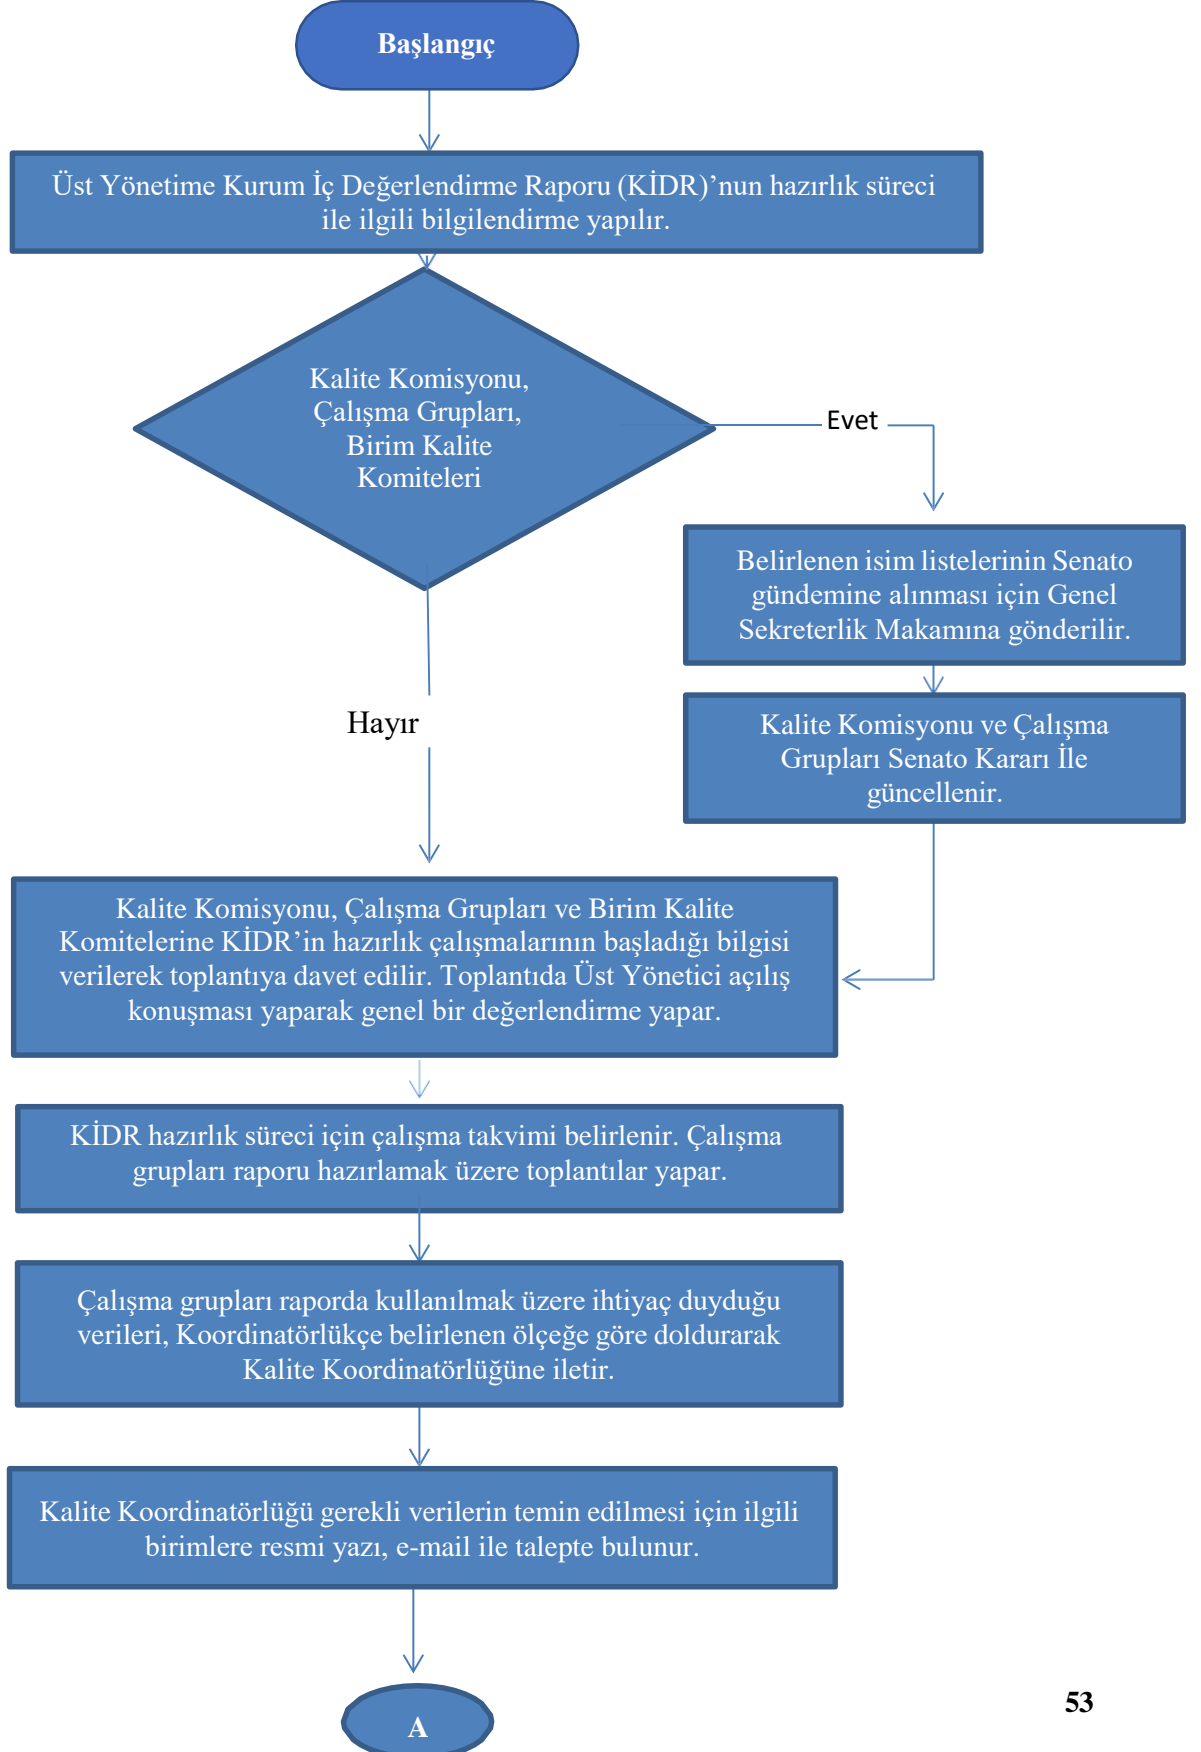 Başlangıç
Üst Yönetime Kurum İç Değerlendirme Raporu (KİDR)’nun hazırlık süreci
ile ilgili bilgilendirme yapılır.
Kalite Komisyonu,
Çalışma Grupları,
Birim Kalite
Komiteleri
Evet
Belirlenen isim listelerinin Senato
gündemine alınması için Genel
Sekreterlik Makamına gönderilir.
Kalite Komisyonu ve Çalışma
Grupları Senato Kararı İle
güncellenir.
Hayır
Kalite Komisyonu, Çalışma Grupları ve Birim Kalite
Komitelerine KİDR’in hazırlık çalışmalarının başladığı bilgisi
verilerek toplantıya davet edilir. Toplantıda Üst Yönetici açılış
konuşması yaparak genel bir değerlendirme yapar.
KİDR hazırlık süreci için çalışma takvimi belirlenir. Çalışma
grupları raporu hazırlamak üzere toplantılar yapar.
Çalışma grupları raporda kullanılmak üzere ihtiyaç duyduğu
verileri, Koordinatörlükçe belirlenen ölçeğe göre doldurarak
Kalite Koordinatörlüğüne iletir.
Kalite Koordinatörlüğü gerekli verilerin temin edilmesi için ilgili
birimlere resmi yazı, e-mail ile talepte bulunur.
A
53